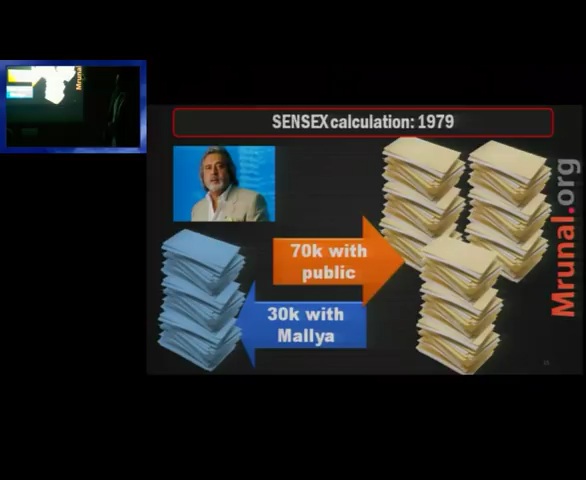 SENSEX calculation: 1979
70k with
public
30k with
Mallya
Mrunal.org